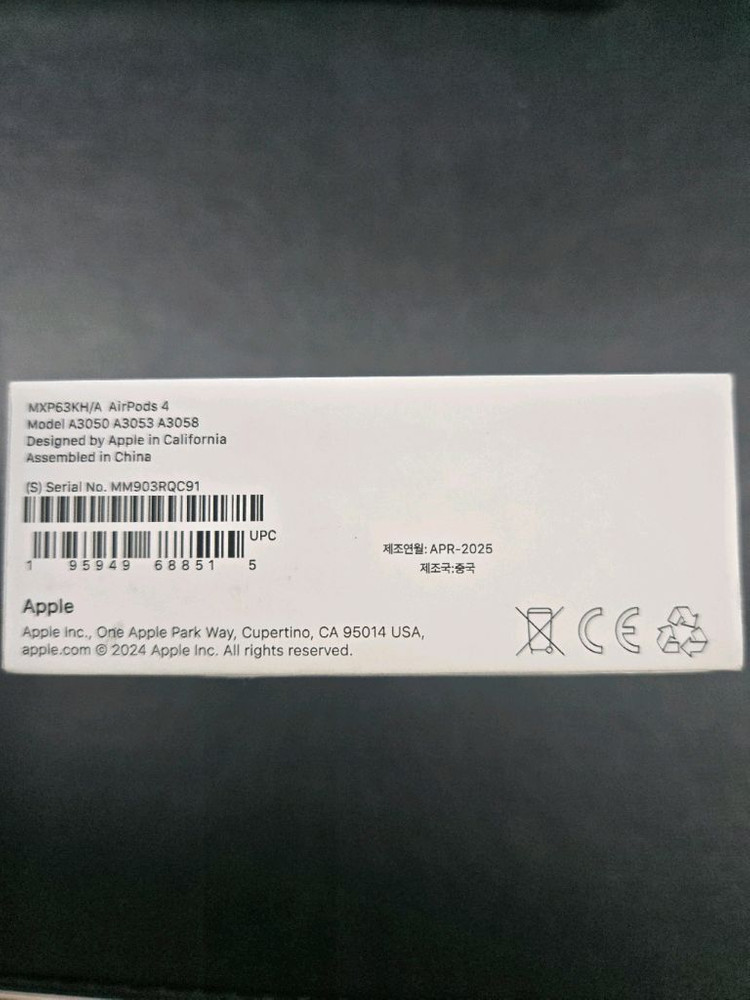 MXP63KH/A AirPods 4
Model A3050 A3053 A3058
Designed by Apple in California
Assembled in China
(S) Serial No. MM903RQC91
UPC
1 95949 68851 5
제조연월: APR-2025
제조국:중국
Apple
Apple Inc., One Apple Park Way, Cupertino, CA 95014 USA,
apple.com © 2024 Apple Inc. All rights reserved.
CE